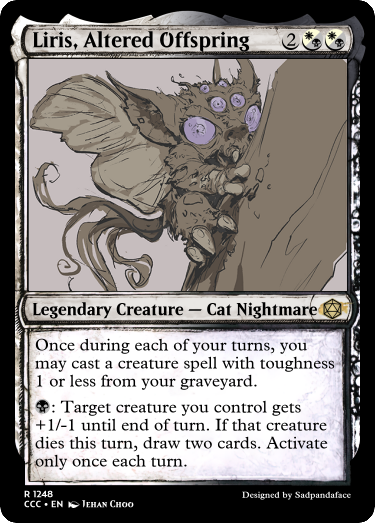 Liris, Altered Offspring 2
Legendary Creature — Cat Nightmare
Once during each of your turns, you
may cast a creature spell with toughness
1 or less from your graveyard.
: Target creature you control gets
+1/-1 until end of turn. If that creature
dies this turn, draw two cards. Activate
only once each turn.
R 1248
CCC • EN Jehan Choo
Designed by Sadpandaface